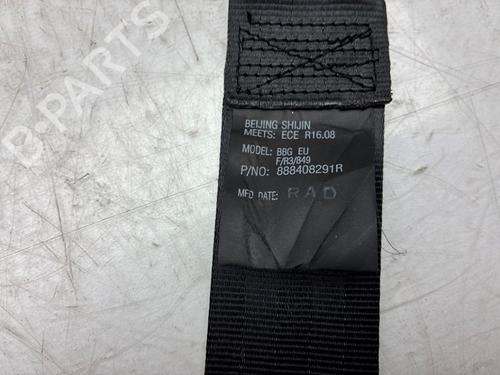 BEIJING SHIJIN
MEETS: ECE R16.08
MODEL: BBG EU
F/R3/849
P/NO: 888408291R
MFD DATE: RAD
B-PARTS